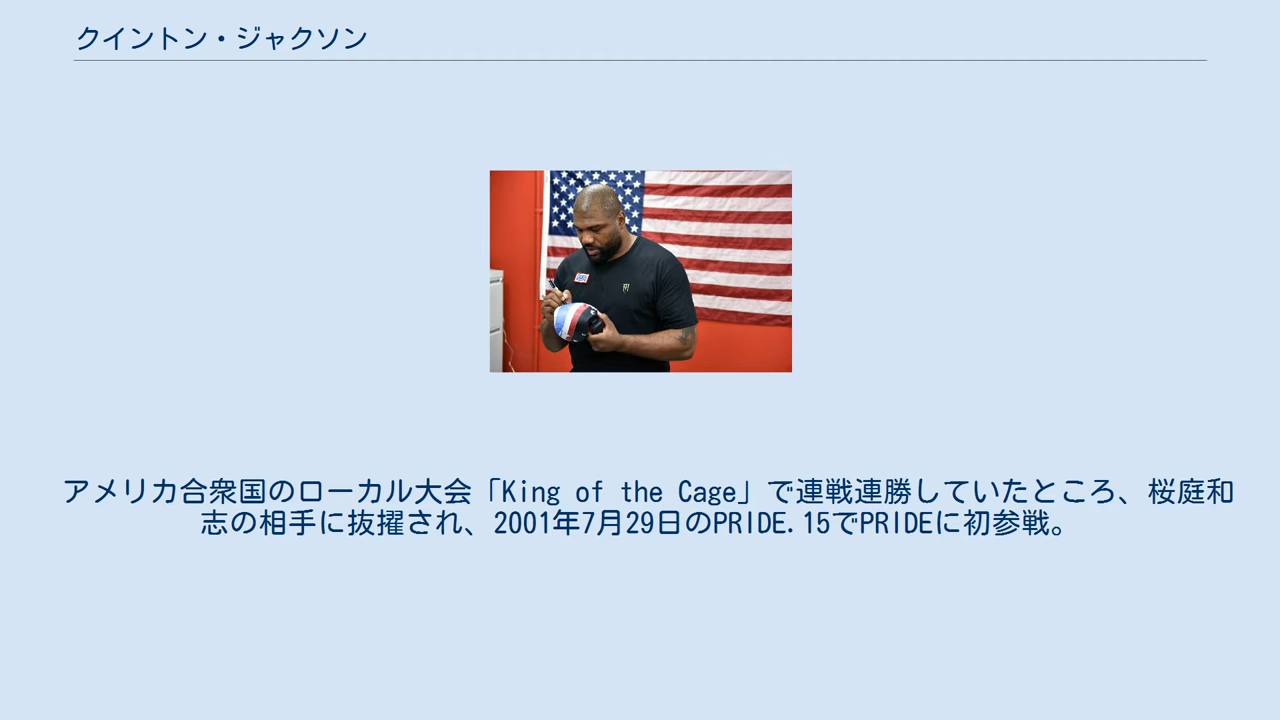 クイントン・ジャクソン
アメリカ合衆国のローカル大会「King of the Cage」で連戦連勝していたところ、桜庭和
志の相手に抜擢され、2001年7月29日のPRIDE.15でPRIDEに初参戦。